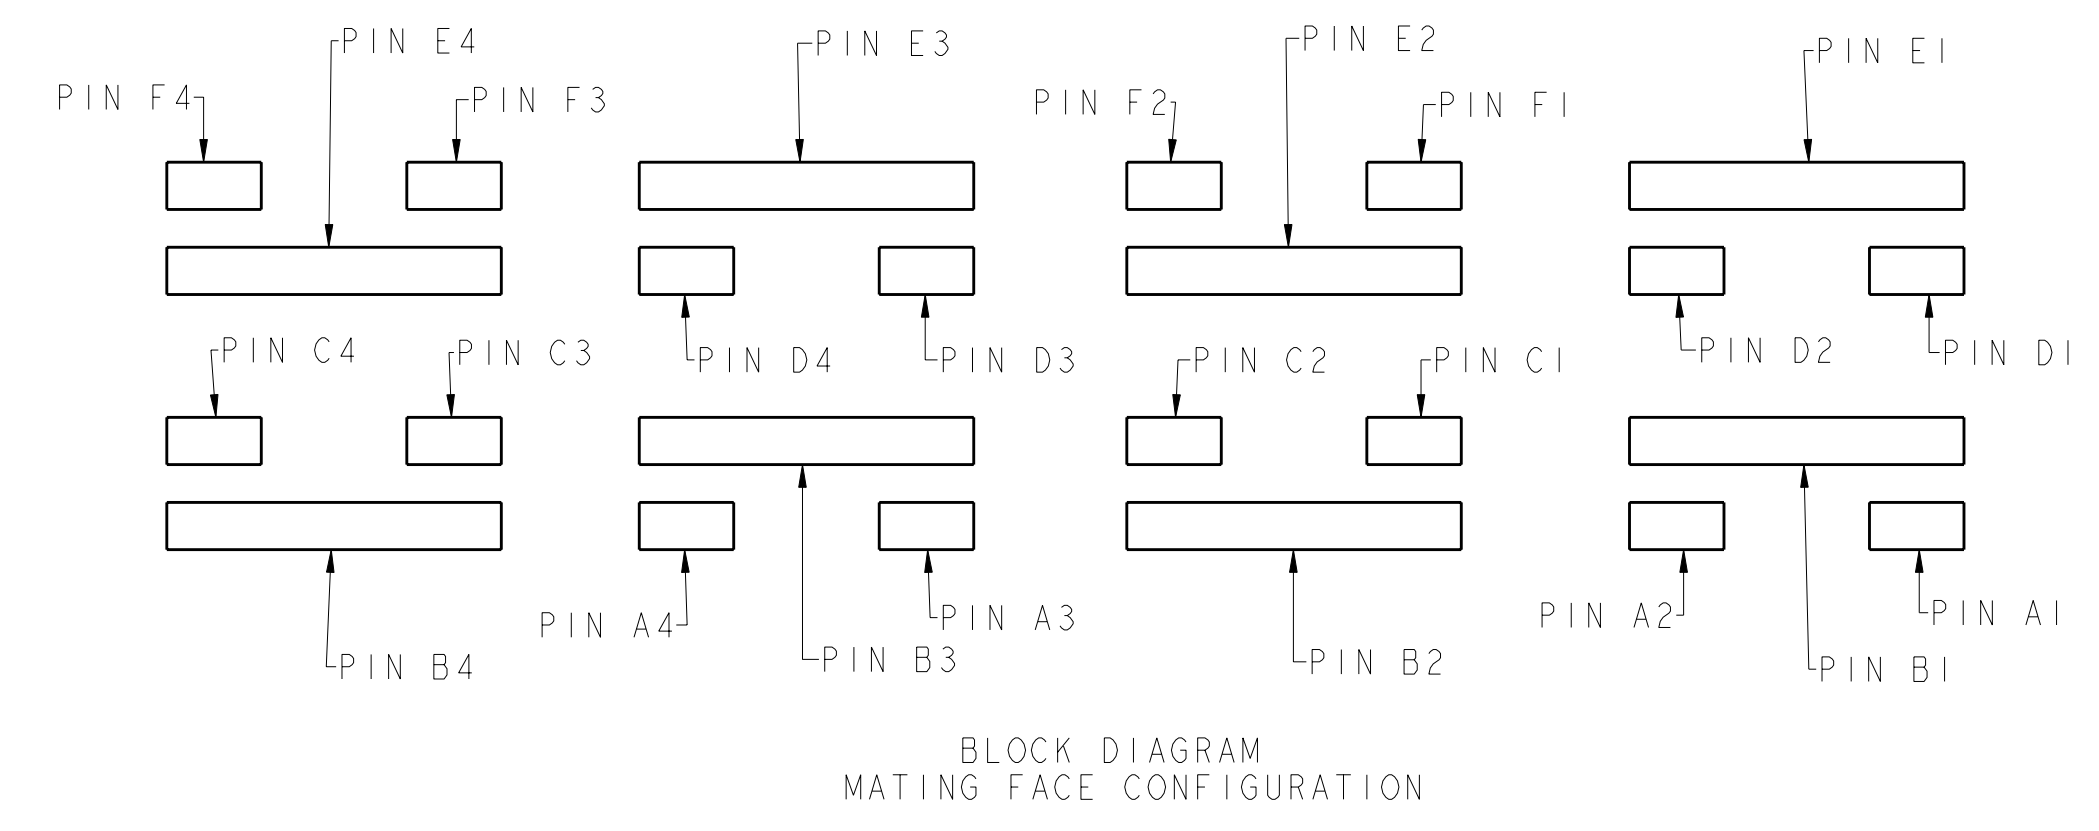 PIN E4
PIN E3
PIN E2
PIN E1
PIN F4
PIN F3
PIN F2
PIN F1
PIN C4
PIN C3
PIN D4
PIN D3
PIN C2
PIN C1
PIN D2
PIN D1
PIN A4
PIN A3
PIN A2
PIN A1
PIN B4
PIN B3
PIN B2
PIN B1
BLOCK DIAGRAM
MATING FACE CONFIGURATION